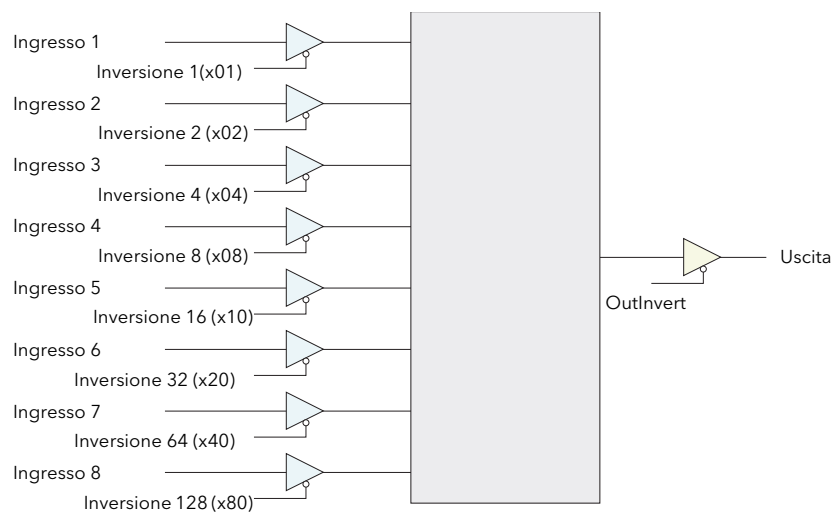 Ingresso 1
Inversione 1(x01)
Ingresso 2
Inversione 2 (x02)
Ingresso 3
Inversione 4 (x04)
Ingresso 4
Inversione 8 (x08)
Ingresso 5
Inversione 16 (x10)
Ingresso 6
Inversione 32 (x20)
Ingresso 7
Inversione 64 (x40)
Ingresso 8
Inversione 128 (x80)
Uscita
OutInvert